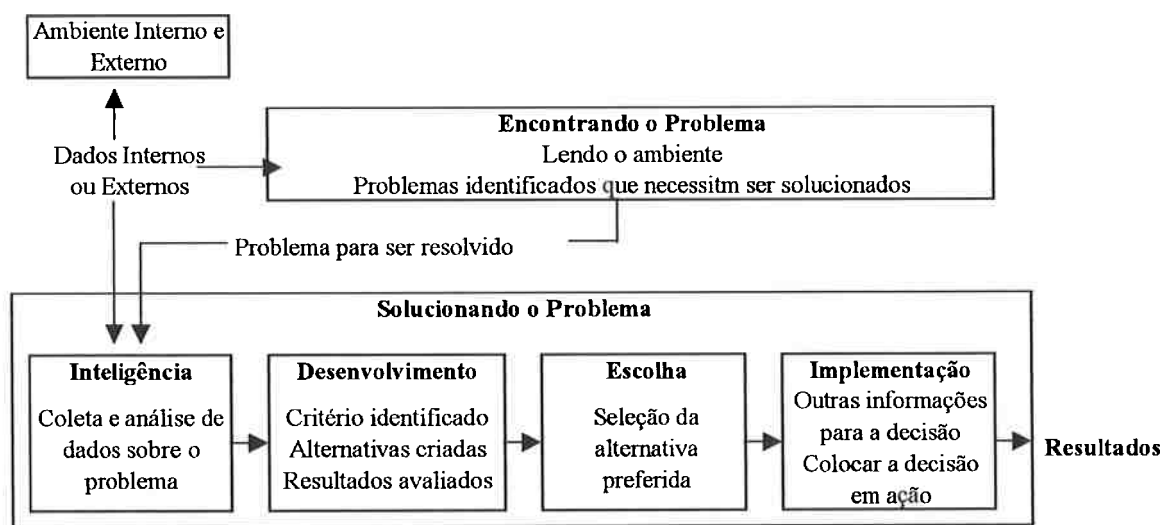 Ambiente Interno e
Externo
Encontrando o Problema
Lendo o ambiente
Problemas identificados que necessitm ser solucionados
Dados Internos
ou Externos
Problema para ser resolvido
Solucionando o Problema
Inteligência
Coleta e análise de
dados sobre o
problema
Desenvolvimento
Critério identificado
Alternativas criadas
Resultados avaliados
Escolha
Seleção da
alternativa
preferida
Implementação
Outras informações
para a decisão
Colocar a decisão
em ação
Resultados